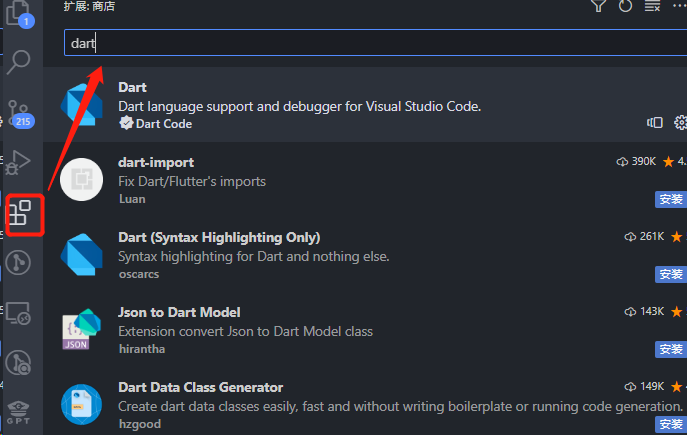 扩展: 商店
1
dart
215
Dart
Dart language support and debugger for Visual Studio Code.
Dart Code
dart-import
390K ★ 4.
Fix Dart/Flutter's imports
Luan
安装
Dart (Syntax Highlighting Only)
261K ★
Syntax highlighting for Dart and nothing else.
oscarcs
安装
Json to Dart Model
143K ★
Extension convert Json to Dart Model class
hirantha
安装
JSON
Dart Data Class Generator
149K ★ 4
Create dart data classes easily, fast and without writing boilerplate or running code generation.
hzgood
安装
GPT